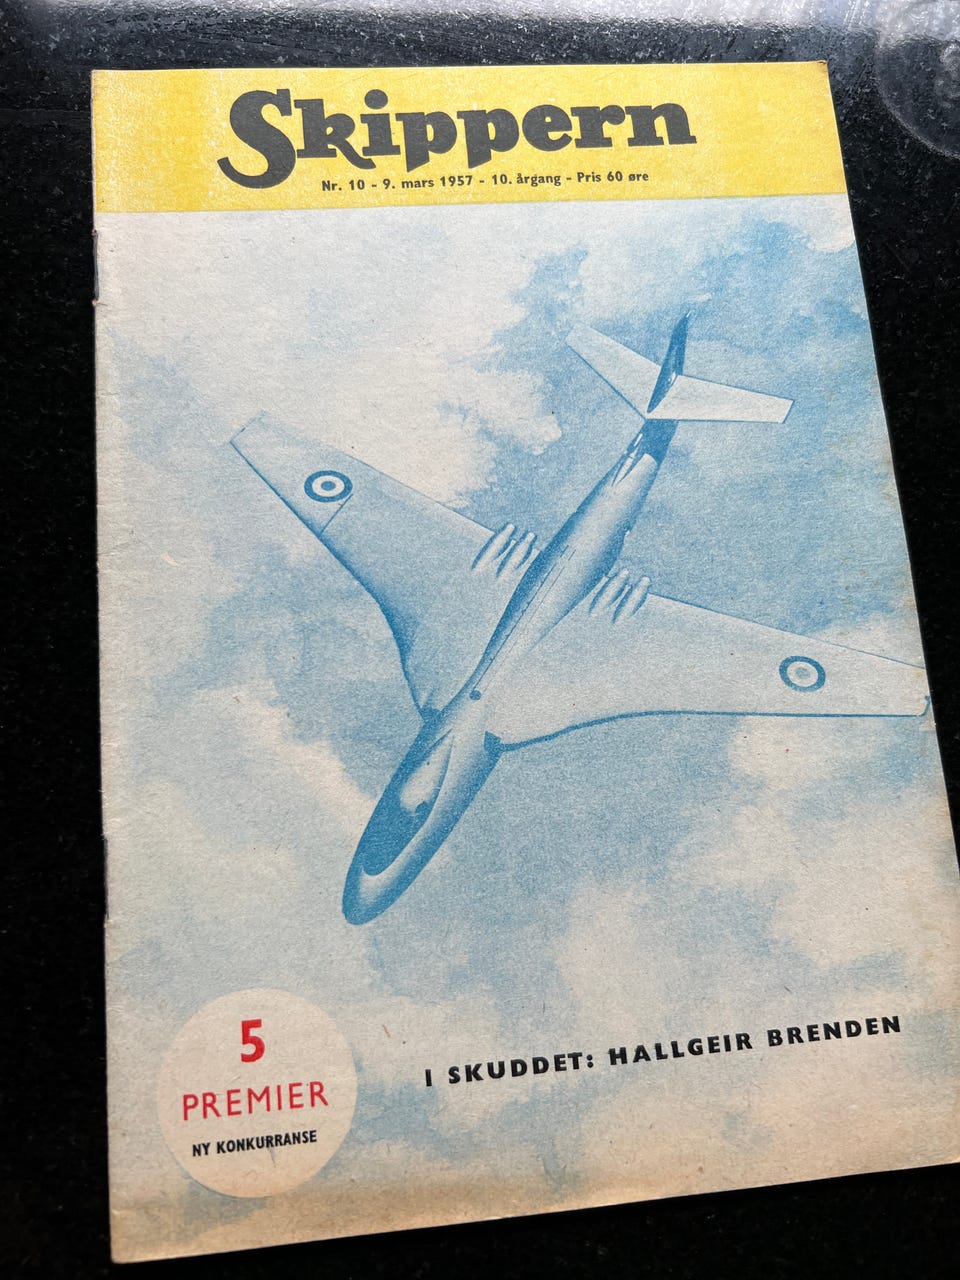 Skippern
Nr. 10 - 9. mars 1957 - 10. årgang - Pris 60 øre
I SKUDDET: HALLGEIR BRENDEN
5
PREMIER
NY KONKURRANSE